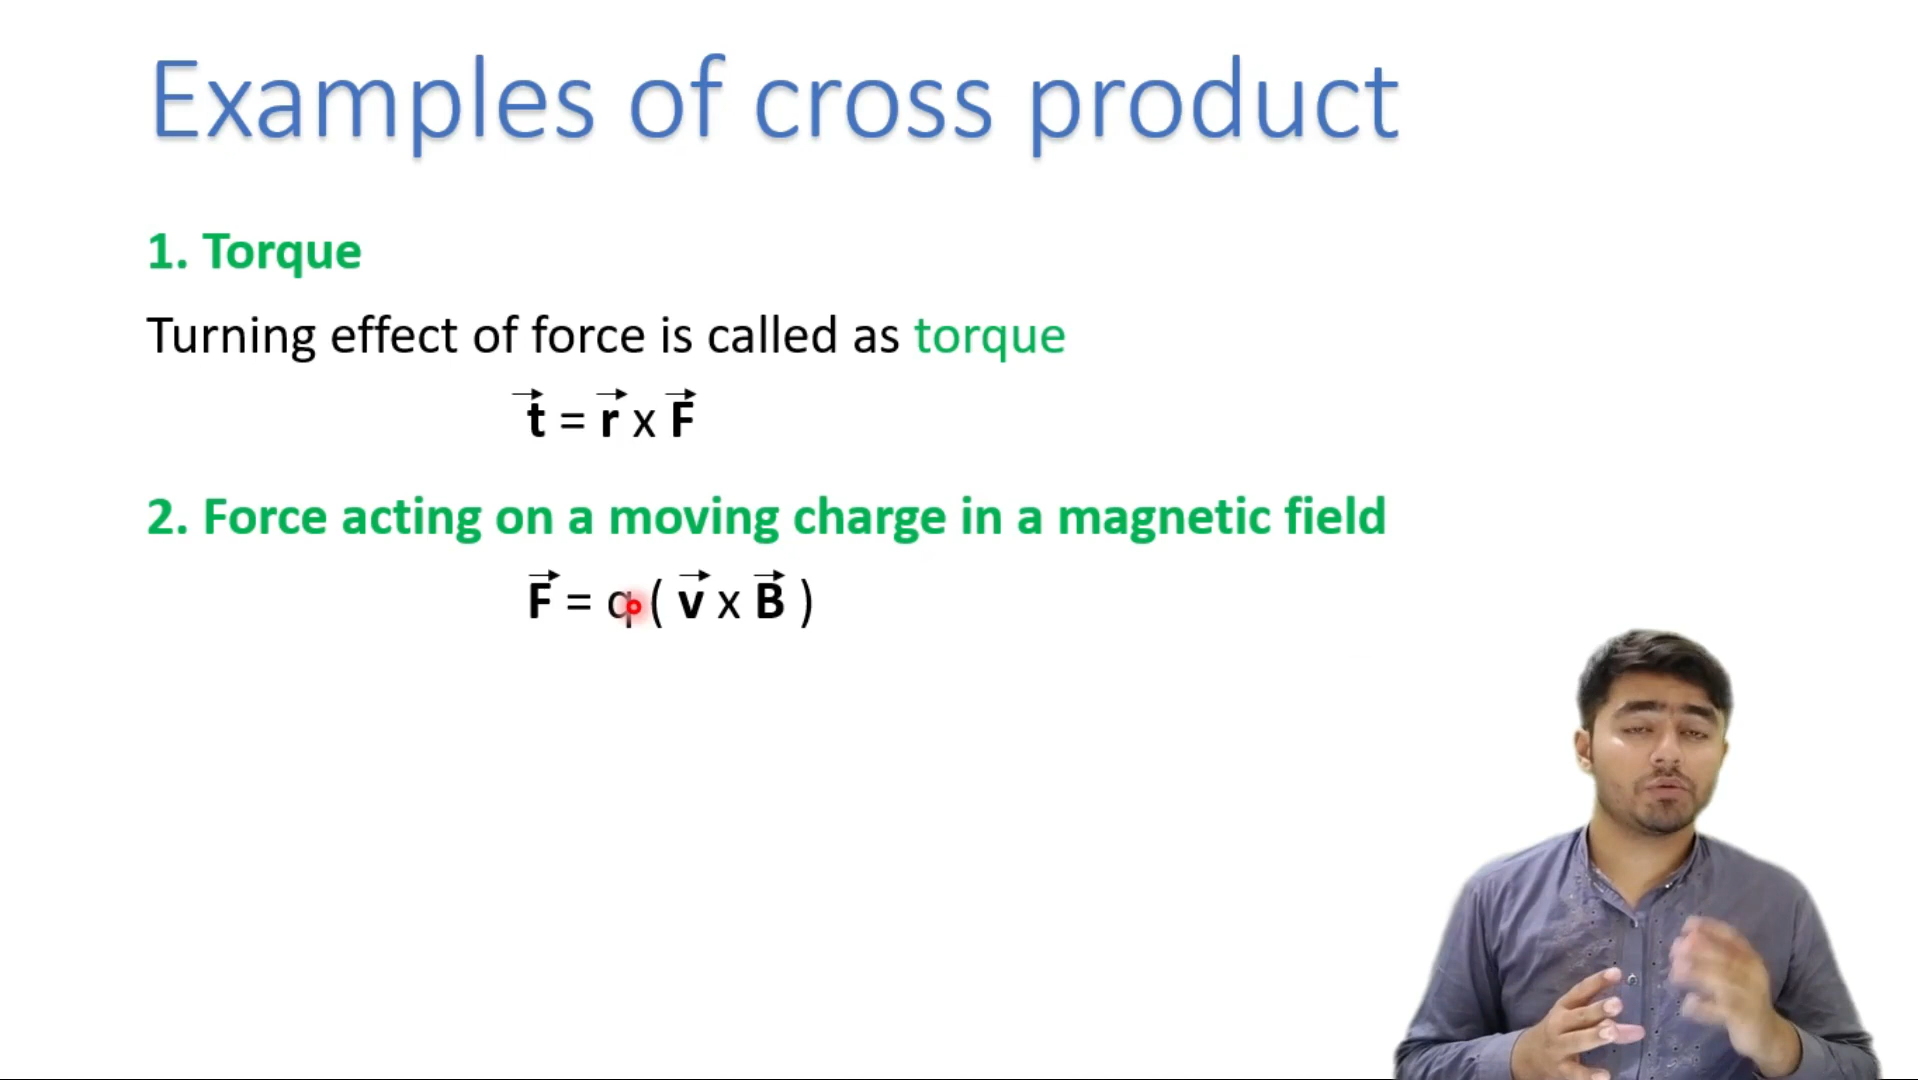 Examples of cross product
1. Torque
Turning effect of force is called as torque
t⃗ = r⃗ x F⃗
2. Force acting on a moving charge in a magnetic field
F⃗ = q ( v⃗ x B⃗ )